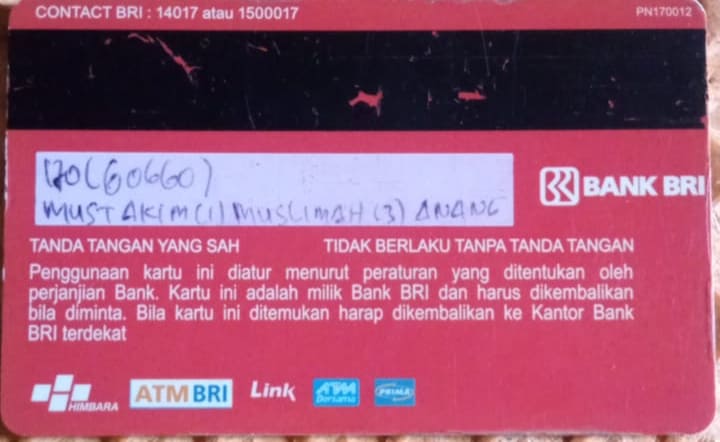 CONTACT BRI : 14017 atau 1500017
PN170012
MUSTAKIM(1)MUSLIMAH(3) ANANG
BANK BRI
TANDA TANGAN YANG SAH
TIDAK BERLAKU TANPA TANDA TANGAN
Penggunaan kartu ini diatur menurut peraturan yang ditentukan oleh
perjanjian Bank. Kartu ini adalah milik Bank BRI dan harus dikembalikan
bila diminta. Bila kartu ini ditemukan harap dikembalikan ke Kantor Bank
BRI terdekat
HIMBARA
ATM BRI
Link
ATM
Bersama
PRIMA